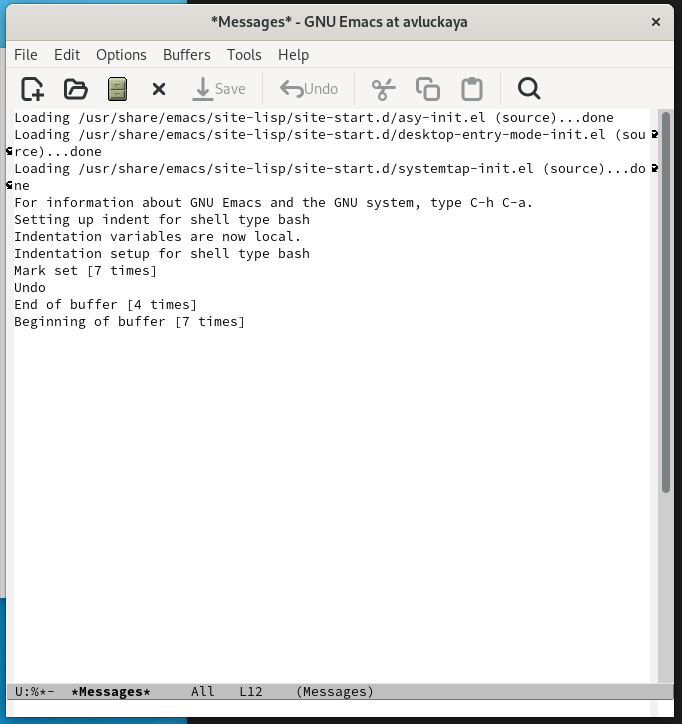 *Messages* - GNU Emacs at avluckaya
File Edit Options Buffers Tools Help
Save Undo
Loading /usr/share/emacs/site-lisp/site-start.d/asy-init.el (source)...done
Loading /usr/share/emacs/site-lisp/site-start.d/desktop-entry-mode-init.el (sou
rce)...done
Loading /usr/share/emacs/site-lisp/site-start.d/systemtap-init.el (source)...do
ne
For information about GNU Emacs and the GNU system, type C-h C-a.
Setting up indent for shell type bash
Indentation variables are now local.
Indentation setup for shell type bash
Mark set [7 times]
Undo
End of buffer [4 times]
Beginning of buffer [7 times]
U:%*- *Messages* All L12 (Messages)